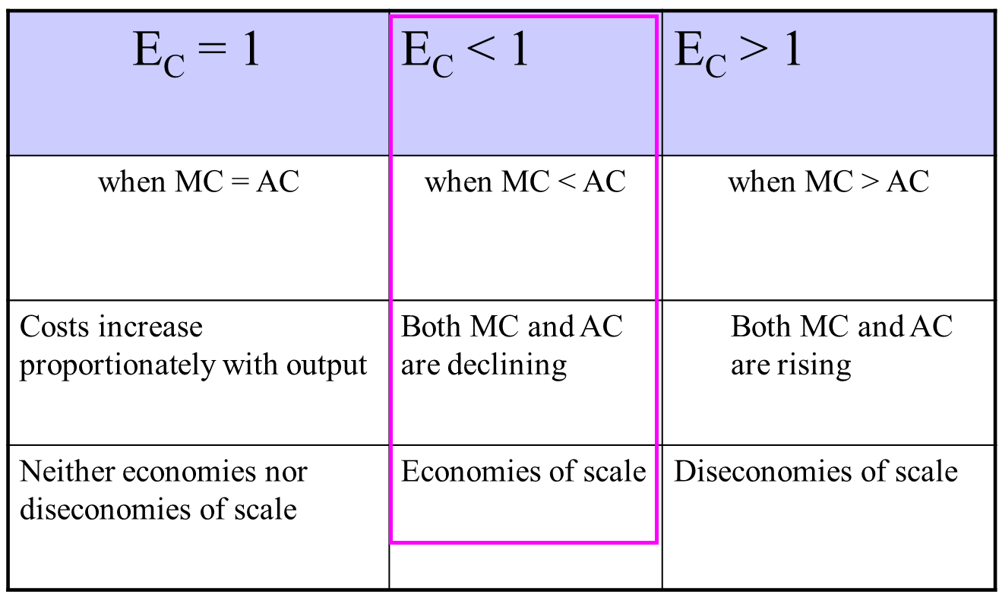 E_C = 1
E_C < 1
E_C > 1
when MC = AC
when MC < AC
when MC > AC
Costs increase
proportionately with output
Both MC and AC
are declining
Both MC and AC
are rising
Neither economies nor
diseconomies of scale
Economies of scale
Diseconomies of scale